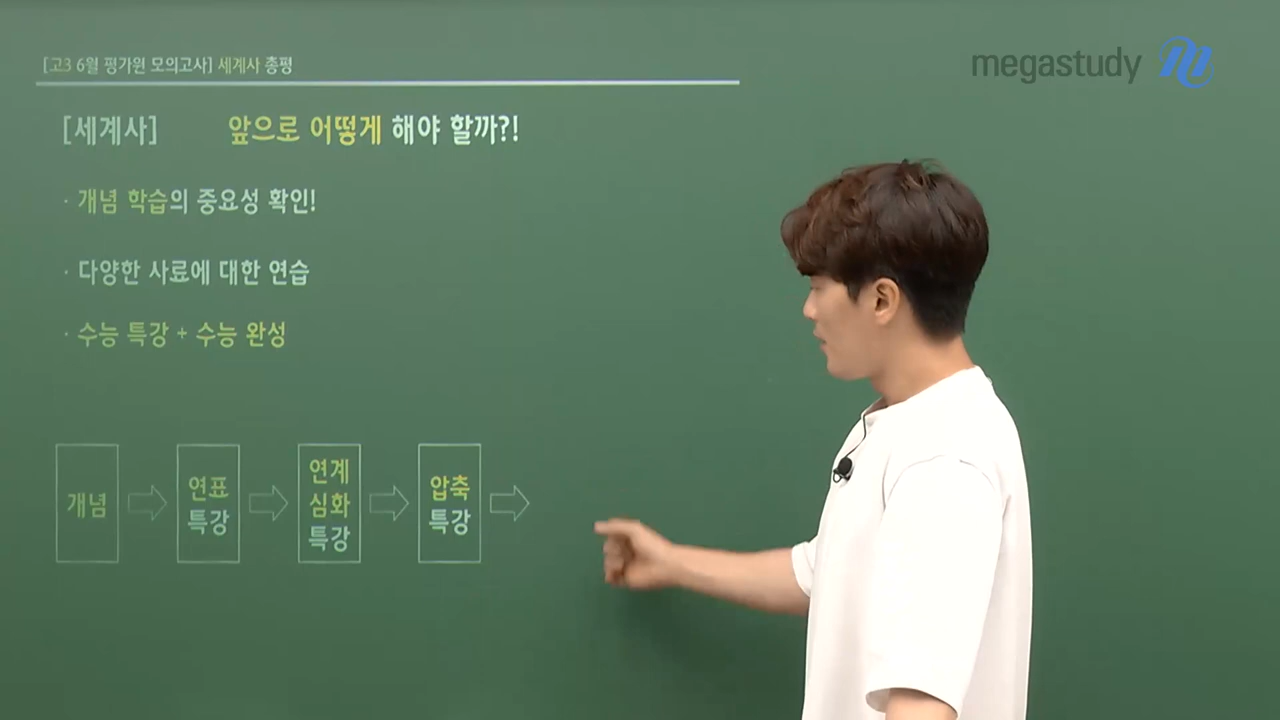 [고3 6월 평가원 모의고사] 세계사 총평
megastudy
[세계사] 앞으로 어떻게 해야 할까?!
· 개념 학습의 중요성 확인!
· 다양한 사료에 대한 연습
· 수능 특강 + 수능 완성
개념
연표
특강
연계
심화
특강
압축
특강